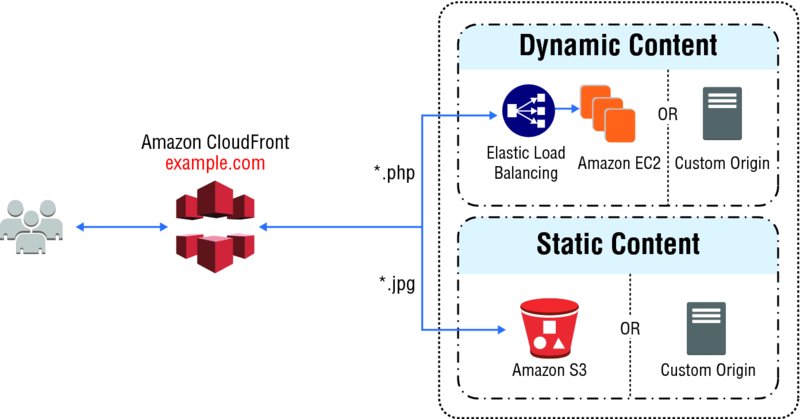 Amazon CloudFront
example.com
*.php
*.jpg
Dynamic Content
Elastic Load
Balancing
Amazon EC2
OR
Custom Origin
Static Content
Amazon S3
OR
Custom Origin